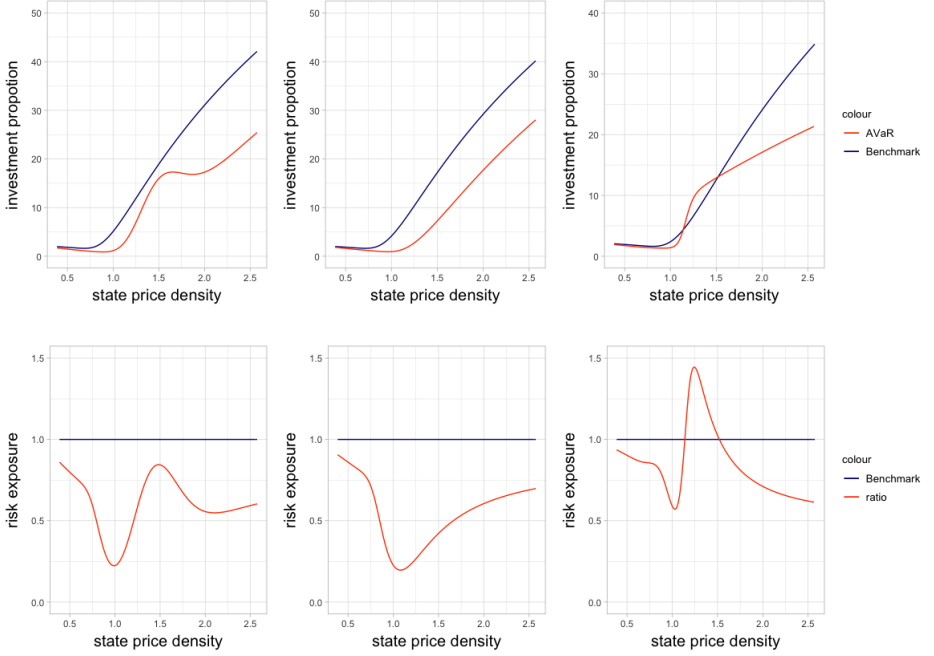 50
40
30
20
10
0
investment propotion
0.5 1.0 1.5 2.0 2.5
state price density
50
40
30
20
10
0
investment propotion
0.5 1.0 1.5 2.0 2.5
state price density
40
30
20
10
0
investment propotion
0.5 1.0 1.5 2.0 2.5
state price density
colour
AVaR
Benchmark
1.5
1.0
0.5
0.0
risk exposure
0.5 1.0 1.5 2.0 2.5
state price density
1.5
1.0
0.5
0.0
risk exposure
0.5 1.0 1.5 2.0 2.5
state price density
1.5
1.0
0.5
0.0
risk exposure
0.5 1.0 1.5 2.0 2.5
state price density
colour
Benchmark
ratio